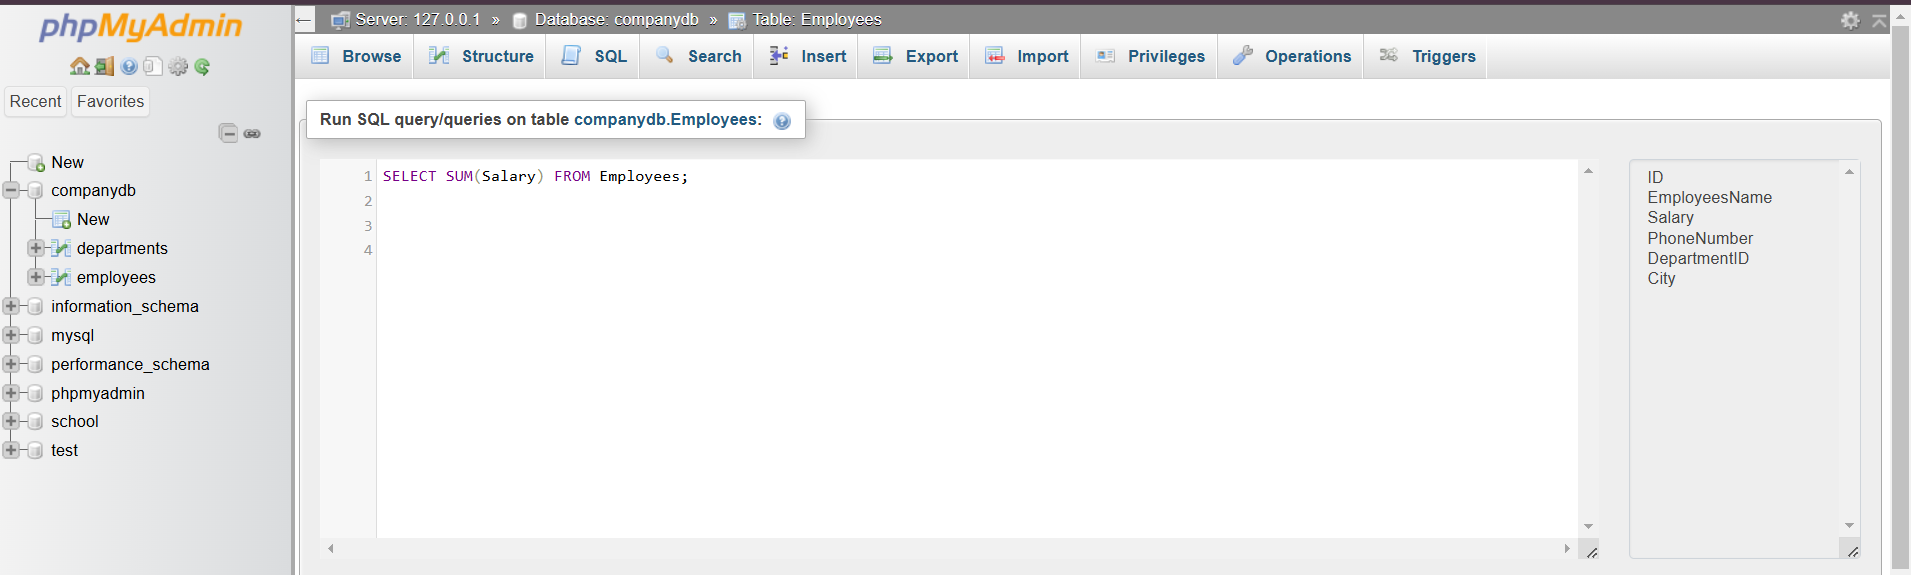 phpMyAdmin
Recent Favorites
New
companydb
New
departments
employees
information_schema
mysql
performance_schema
phpmyadmin
school
test
Server: 127.0.0.1 » Database: companydb » Table: Employees
Browse Structure SQL Search Insert Export Import Privileges Operations Triggers
Run SQL query/queries on table companydb.Employees:
1 SELECT SUM(Salary) FROM Employees;
2
3
4
ID
EmployeesName
Salary
PhoneNumber
DepartmentID
City